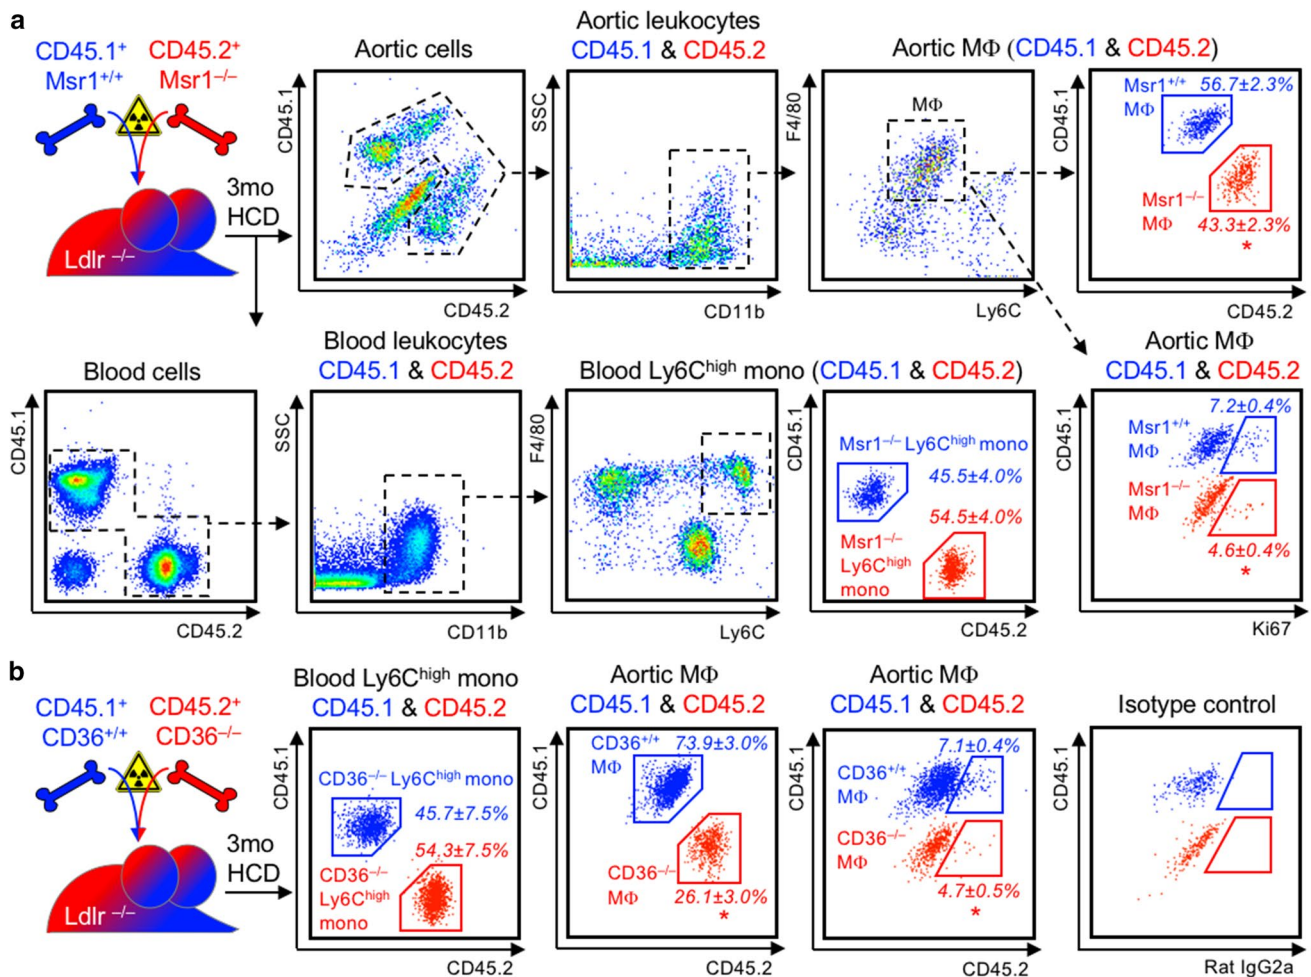 a
CD45.1⁺ CD45.2⁺
Msr1⁺/⁺ Msr1⁻/⁻
3mo
HCD
Ldlr ⁻/⁻
Aortic cells
CD45.1
CD45.2
Aortic leukocytes
CD45.1 & CD45.2
SSC
CD11b
Aortic MΦ (CD45.1 & CD45.2)
F4/80
MΦ
Ly6C
CD45.1
Msr1⁺/⁺ 56.7±2.3%
MΦ
Msr1⁻/⁻
MΦ 43.3±2.3%
*
CD45.2
Blood cells
CD45.1
CD45.2
Blood leukocytes
CD45.1 & CD45.2
SSC
CD11b
Blood Ly6Cʰⁱᵍʰ mono (CD45.1 & CD45.2)
F4/80
Ly6C
CD45.1
Msr1⁻/⁻ Ly6Cʰⁱᵍʰ mono
45.5±4.0%
54.5±4.0%
Msr1⁻/⁻
Ly6Cʰⁱᵍʰ
mono
CD45.2
Aortic MΦ
CD45.1 & CD45.2
CD45.1
7.2±0.4%
Msr1⁺/⁺
MΦ
Msr1⁻/⁻
MΦ
4.6±0.4%
*
Ki67
b
CD45.1⁺ CD45.2⁺
CD36⁺/⁺ CD36⁻/⁻
3mo
HCD
Ldlr ⁻/⁻
Blood Ly6Cʰⁱᵍʰ mono
CD45.1 & CD45.2
CD45.1
CD36⁻/⁻ Ly6Cʰⁱᵍʰ mono
45.7±7.5%
54.3±7.5%
CD36⁻/⁻
Ly6Cʰⁱᵍʰ
mono
CD45.2
Aortic MΦ
CD45.1 & CD45.2
CD45.1
CD36⁺/⁺ 73.9±3.0%
MΦ
CD36⁻/⁻
MΦ 26.1±3.0%
*
CD45.2
Aortic MΦ
CD45.1 & CD45.2
CD45.1
7.1±0.4%
CD36⁺/⁺
MΦ
CD36⁻/⁻
MΦ
4.7±0.5%
*
CD45.2
Isotype control
CD45.1
Rat IgG2a